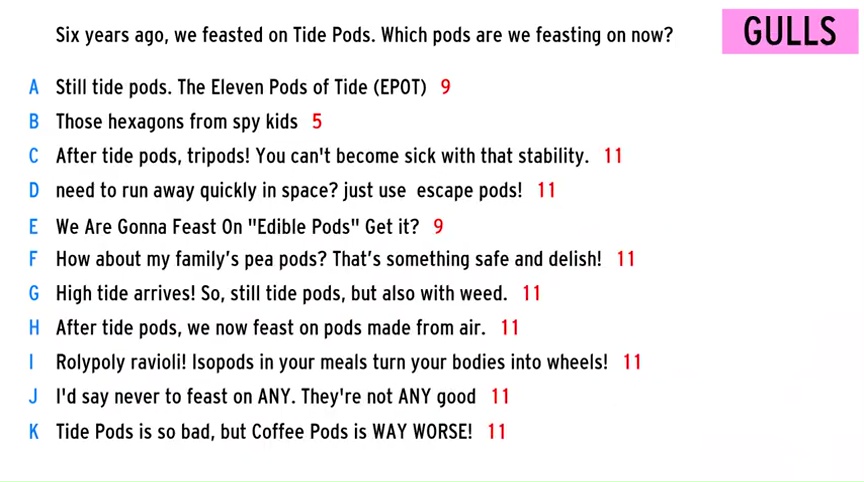 Six years ago, we feasted on Tide Pods. Which pods are we feasting on now?
GULLS
A Still tide pods. The Eleven Pods of Tide (EPOT) 9
B Those hexagons from spy kids 5
C After tide pods, tripods! You can't become sick with that stability. 11
D need to run away quickly in space? just use escape pods! 11
E We Are Gonna Feast On "Edible Pods" Get it? 9
F How about my family’s pea pods? That’s something safe and delish! 11
G High tide arrives! So, still tide pods, but also with weed. 11
H After tide pods, we now feast on pods made from air. 11
I Rolypoly ravioli! Isopods in your meals turn your bodies into wheels! 11
J I'd say never to feast on ANY. They're not ANY good 11
K Tide Pods is so bad, but Coffee Pods is WAY WORSE! 11